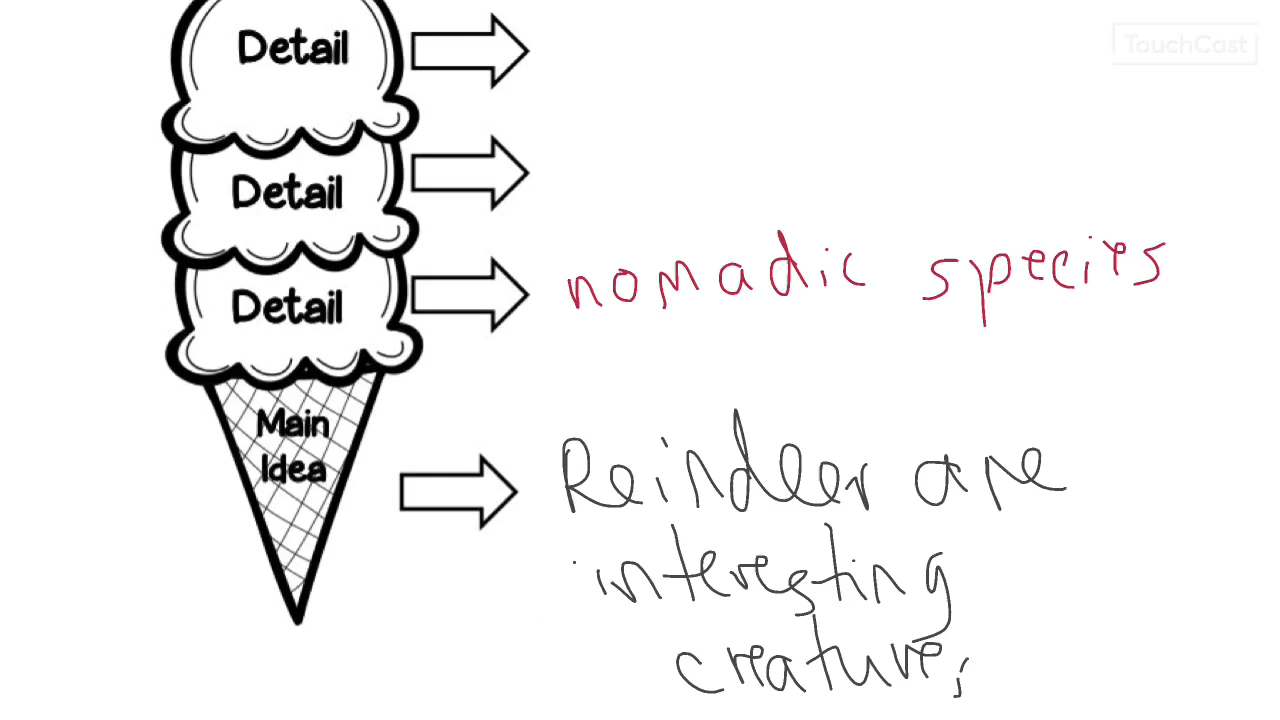 TouchCast
Detail
Detail
nomadic species
Detail
Main
Idea
Reindeer are
interesting
creatures